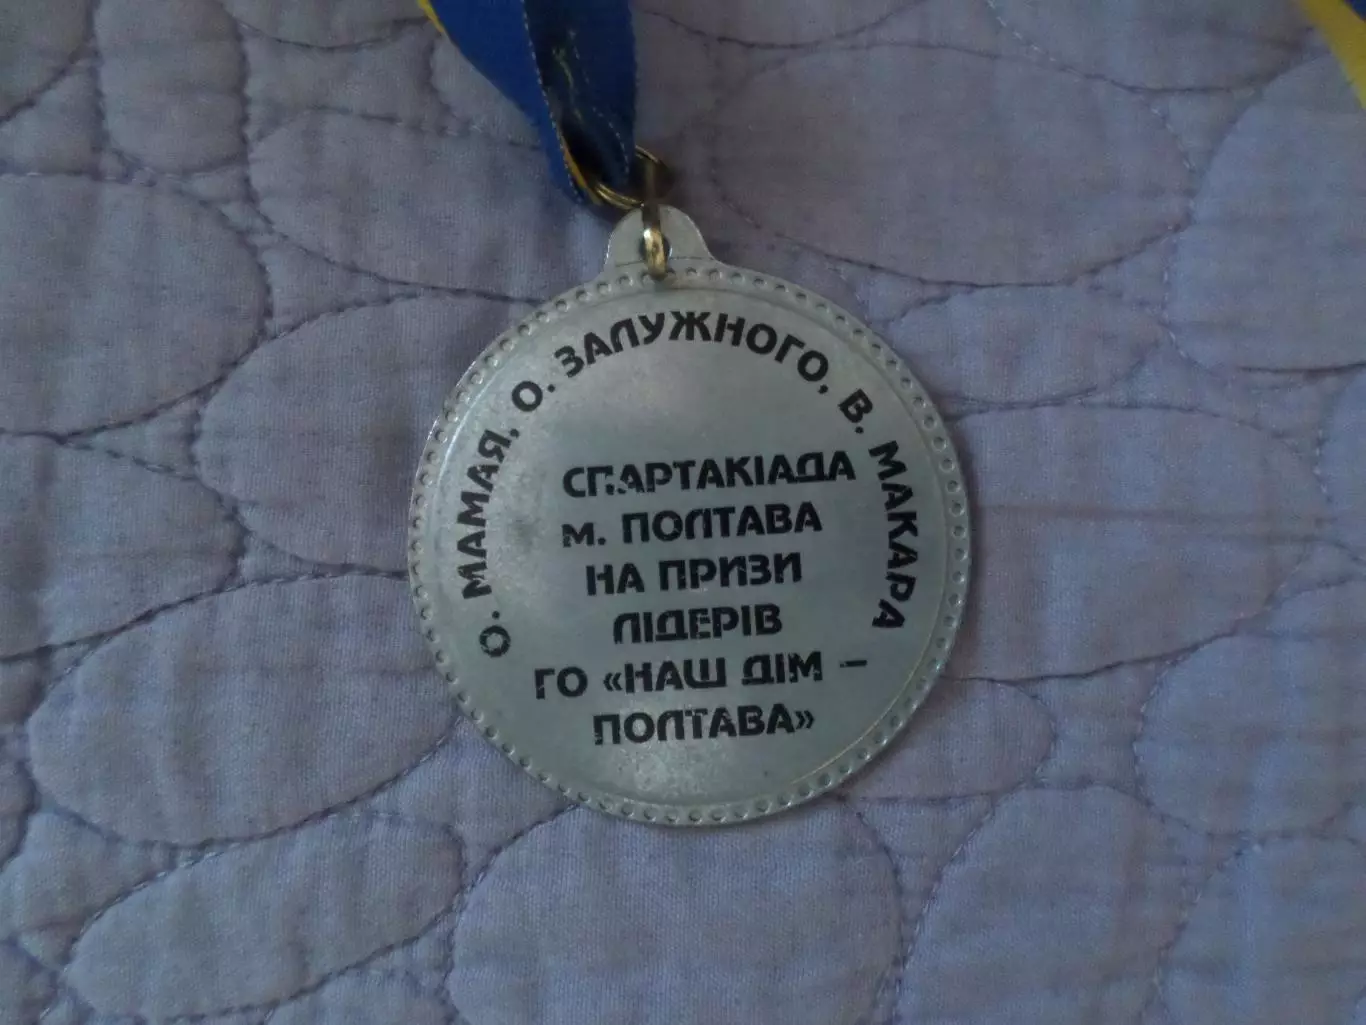 О. МАМАЯ, О. ЗАЛУЖНОГО, В. МАКАРА
СПАРТАКІАДА
М. ПОЛТАВА
НА ПРИЗИ
ЛІДЕРІВ
ГО «НАШ ДІМ –
ПОЛТАВА»